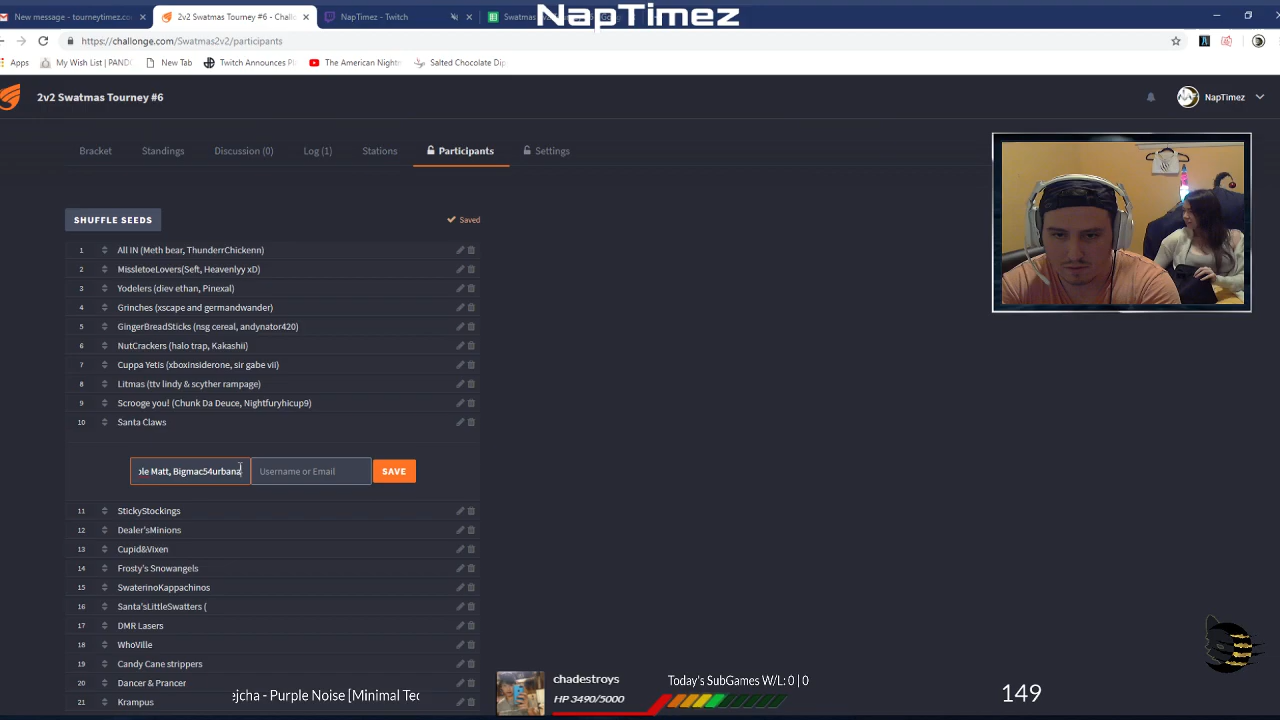 New message - tourneytimez.co
2v2 Swatmas Tourney #6 - Challo
NapTimez - Twitch
Swatmas
NapTimez
https://challonge.com/Swatmas2v2/participants
Apps
My Wish List | PAND
New Tab
Twitch Announces Pl
The American Nightm
Salted Chocolate Dip
2v2 Swatmas Tourney #6
NapTimez
Bracket
Standings
Discussion (0)
Log (1)
Stations
Participants
Settings
SHUFFLE SEEDS
Saved
1 All IN (Meth bear, ThunderrChickenn)
2 MissletoeLovers(Seft, Heavenlyy xD)
3 Yodelers (diev ethan, Pinexal)
4 Grinches (xscape and germandwander)
5 GingerBreadSticks (nsg cereal, andynator420)
6 NutCrackers (halo trap, Kakashii)
7 Cuppa Yetis (xboxinsiderone, sir gabe vii)
8 Litmas (ttv lindy & scyther rampage)
9 Scrooge you! (Chunk Da Deuce, Nightfuryhicup9)
10 Santa Claws
ple Matt, Bigmac54urbana
Username or Email
SAVE
11 StickyStockings
12 Dealer'sMinions
13 Cupid&Vixen
14 Frosty's Snowangels
15 SwaterinoKappachinos
16 Santa'sLittleSwatters (
17 DMR Lasers
18 WhoVille
19 Candy Cane strippers
20 Dancer & Prancer
21 Krampus
ejcha - Purple Noise [Minimal Tec
chadestroys
HP 3490/5000
Today's SubGames W/L: 0 | 0
149